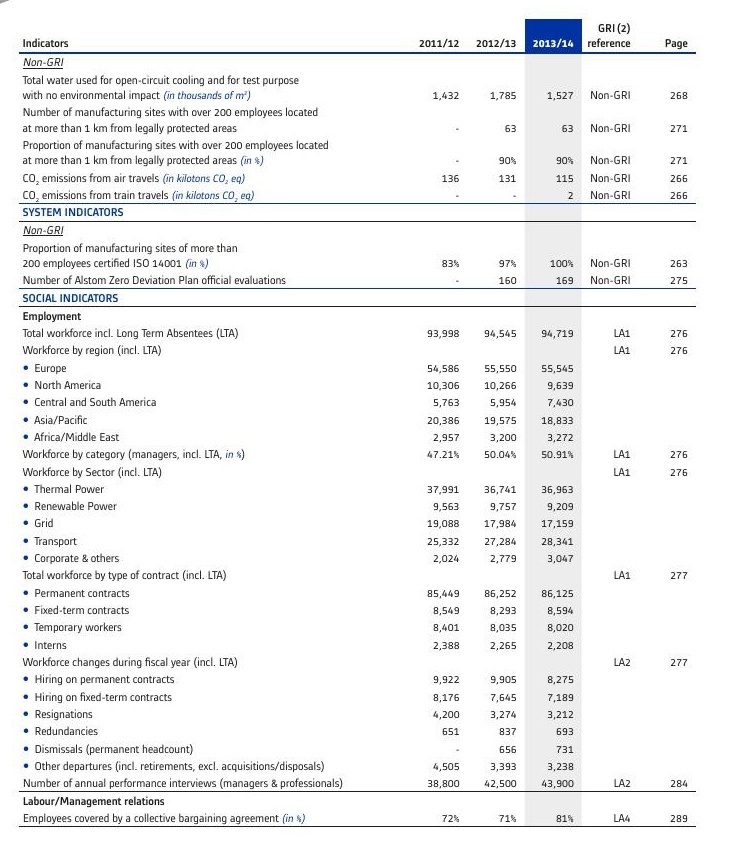 GRI (2)
Indicators 2011/12 2012/13 2013/14 reference Page
Non-GRI
Total water used for open-circuit cooling and for test purpose
with no environmental impact (in thousands of m³) 1,432 1,785 1,527 Non-GRI 268
Number of manufacturing sites with over 200 employees located
at more than 1 km from legally protected areas - 63 63 Non-GRI 271
Proportion of manufacturing sites with over 200 employees located
at more than 1 km from legally protected areas (in %) - 90% 90% Non-GRI 271
CO₂ emissions from air travels (in kilotons CO₂ eq) 136 131 115 Non-GRI 266
CO₂ emissions from train travels (in kilotons CO₂ eq) - - 2 Non-GRI 266
SYSTEM INDICATORS
Non-GRI
Proportion of manufacturing sites of more than
200 employees certified ISO 14001 (in %) 83% 97% 100% Non-GRI 263
Number of Alstom Zero Deviation Plan official evaluations - 160 169 Non-GRI 275
SOCIAL INDICATORS
Employment
Total workforce incl. Long Term Absentees (LTA) 93,998 94,545 94,719 LA1 276
Workforce by region (incl. LTA) LA1 276
• Europe 54,586 55,550 55,545
• North America 10,306 10,266 9,639
• Central and South America 5,763 5,954 7,430
• Asia/Pacific 20,386 19,575 18,833
• Africa/Middle East 2,957 3,200 3,272
Workforce by category (managers, incl. LTA, in %) 47.21% 50.04% 50.91% LA1 276
Workforce by Sector (incl. LTA) LA1 276
• Thermal Power 37,991 36,741 36,963
• Renewable Power 9,563 9,757 9,209
• Grid 19,088 17,984 17,159
• Transport 25,332 27,284 28,341
• Corporate & others 2,024 2,779 3,047
Total workforce by type of contract (incl. LTA) LA1 277
• Permanent contracts 85,449 86,252 86,125
• Fixed-term contracts 8,549 8,293 8,594
• Temporary workers 8,401 8,035 8,020
• Interns 2,388 2,265 2,208
Workforce changes during fiscal year (incl. LTA) LA2 277
• Hiring on permanent contracts 9,922 9,905 8,275
• Hiring on fixed-term contracts 8,176 7,645 7,189
• Resignations 4,200 3,274 3,212
• Redundancies 651 837 693
• Dismissals (permanent headcount) - 656 731
• Other departures (incl. retirements, excl. acquisitions/disposals) 4,505 3,393 3,238
Number of annual performance interviews (managers & professionals) 38,800 42,500 43,900 LA2 284
Labour/Management relations
Employees covered by a collective bargaining agreement (in %) 72% 71% 81% LA4 289